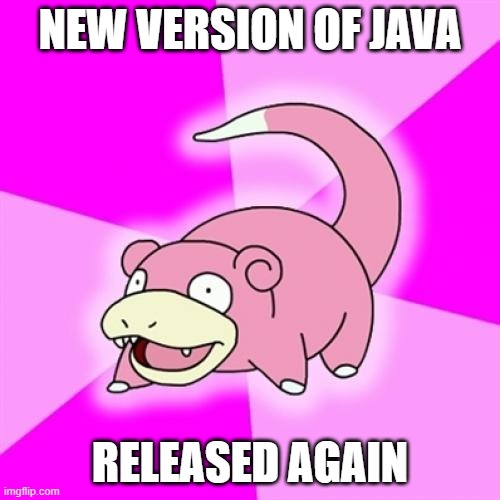 NEW VERSION OF JAVA
RELEASED AGAIN
imgflip.com